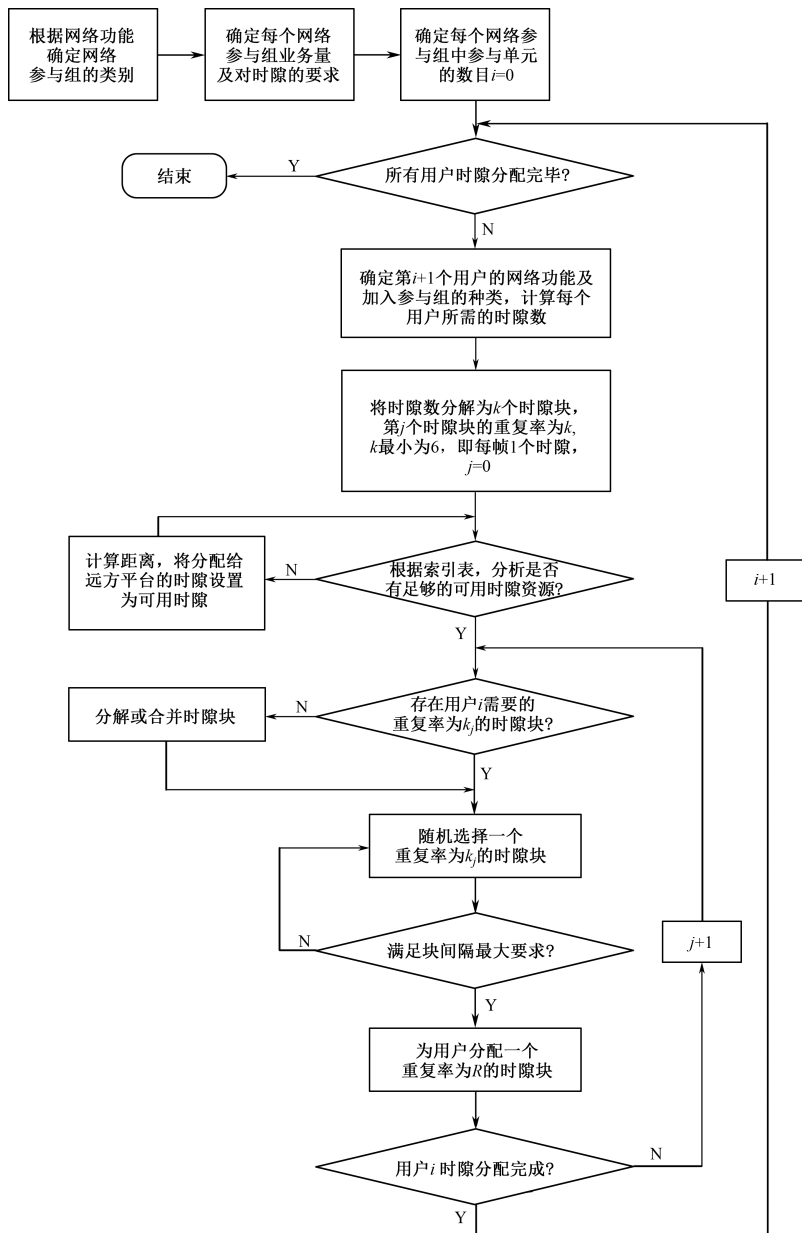 根据网络功能
确定网络
参与组的类别
确定每个网络
参与组业务量
及对时隙的要求
确定每个网络参
与组中参与单元
的数目i=0
所有用户时隙分配完毕?
Y
结束
N
确定第i+1个用户的网络功能及
加入参与组的种类，计算每个
用户所需的时隙数
将时隙数分解为k个时隙块，
第j个时隙块的重复率为k,
k最小为6，即每帧1个时隙，
j=0
计算距离，将分配给
远方平台的时隙设置
为可用时隙
N
根据索引表，分析是否
有足够的可用时隙资源?
i+1
Y
分解或合并时隙块
N
存在用户i需要的
重复率为kj的时隙块?
Y
随机选择一个
重复率为kj的时隙块
N
满足块间隔最大要求?
j+1
Y
为用户分配一个
重复率为R的时隙块
用户i 时隙分配完成?
N
Y